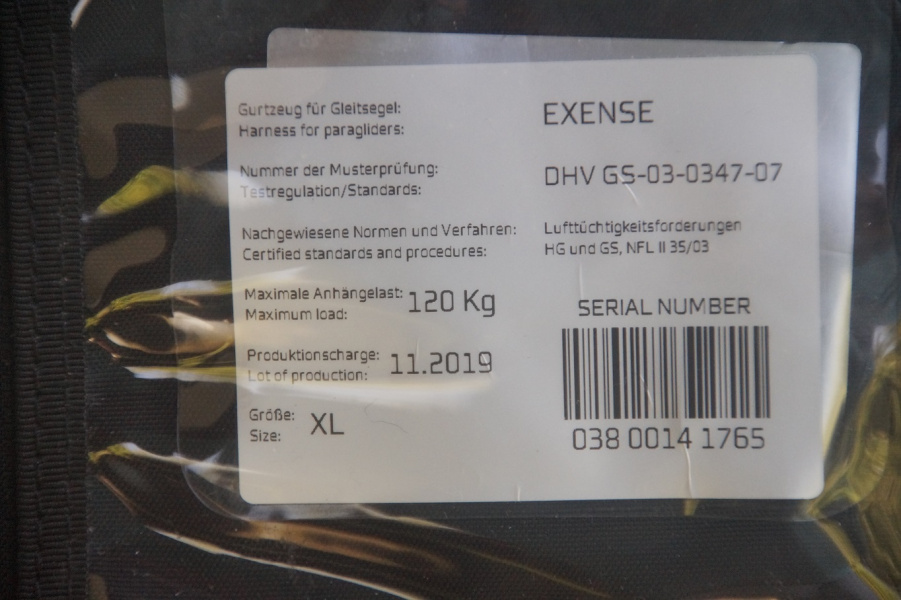 Gurtzeug für Gleitsegel:
Harness for paragliders:
EXENSE
Nummer der Musterprüfung:
Testregulation/Standards:
DHV GS-03-0347-07
Nachgewiesene Normen und Verfahren:
Certified standards and procedures:
Lufttüchtigkeitsforderungen
HG und GS, NFL II 35/03
Maximale Anhängelast:
Maximum load:
120 Kg
Produktionscharge:
Lot of production:
11.2019
Größe:
Size:
XL
SERIAL NUMBER
038 0014 1765